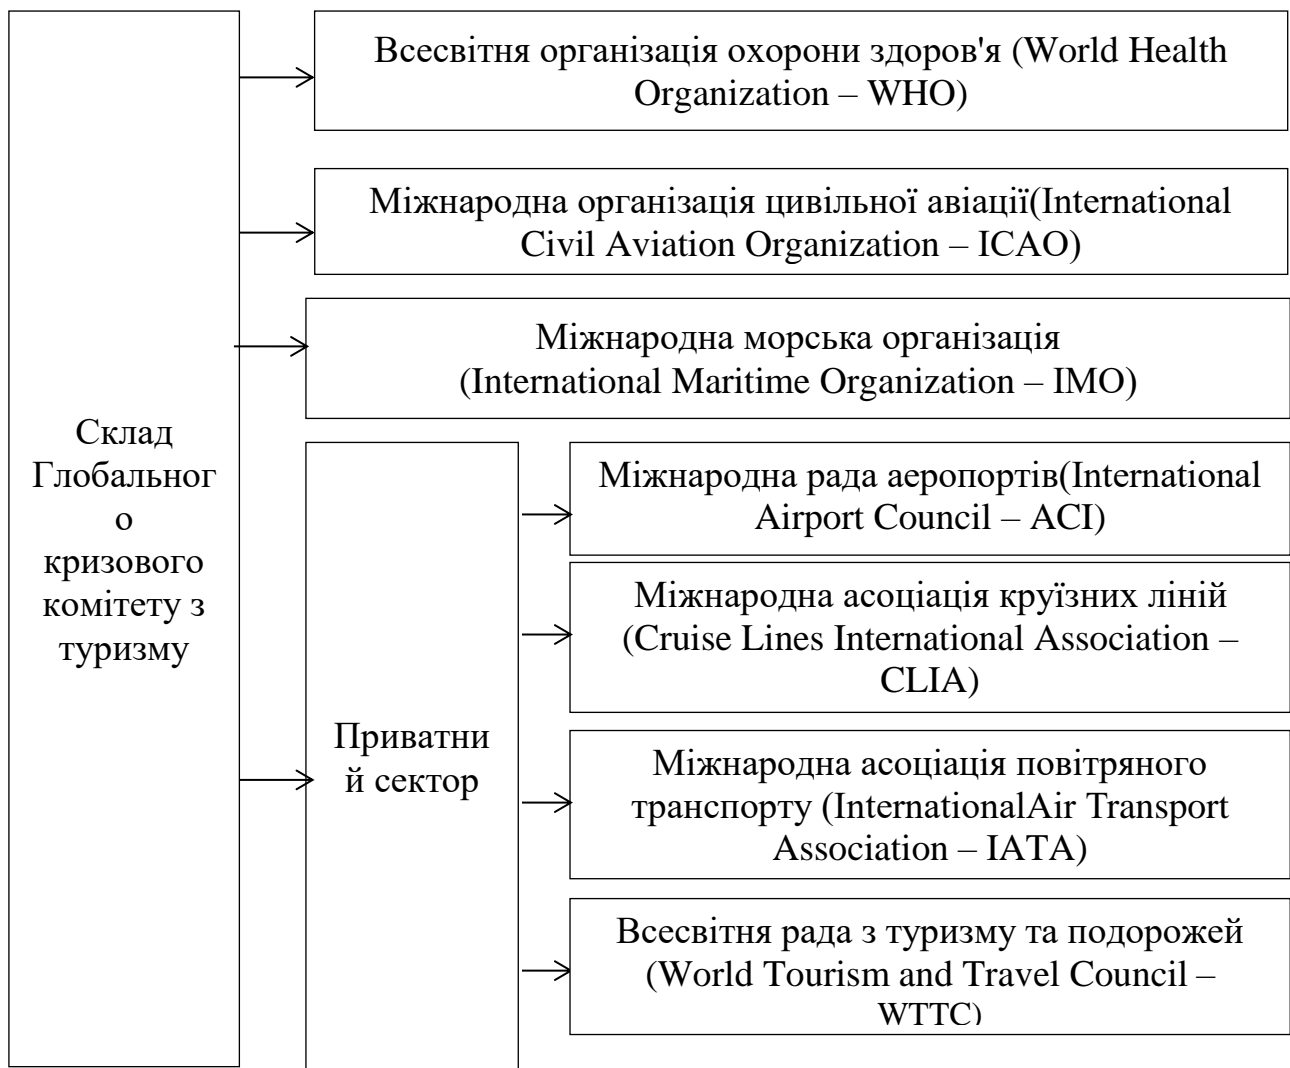 Всесвітня організація охорони здоров'я (World Health
Organization – WHO)
Міжнародна організація цивільної авіації(International
Civil Aviation Organization – ICAO)
Міжнародна морська організація
(International Maritime Organization – IMO)
Склад
Глобальног
о
кризового
комітету з
туризму
Приватни
й сектор
Міжнародна рада аеропортів(International
Airport Council – ACI)
Міжнародна асоціація круїзних ліній
(Cruise Lines International Association –
CLIA)
Міжнародна асоціація повітряного
транспорту (InternationalAir Transport
Association – IATA)
Всесвітня рада з туризму та подорожей
(World Tourism and Travel Council –
WTTC)